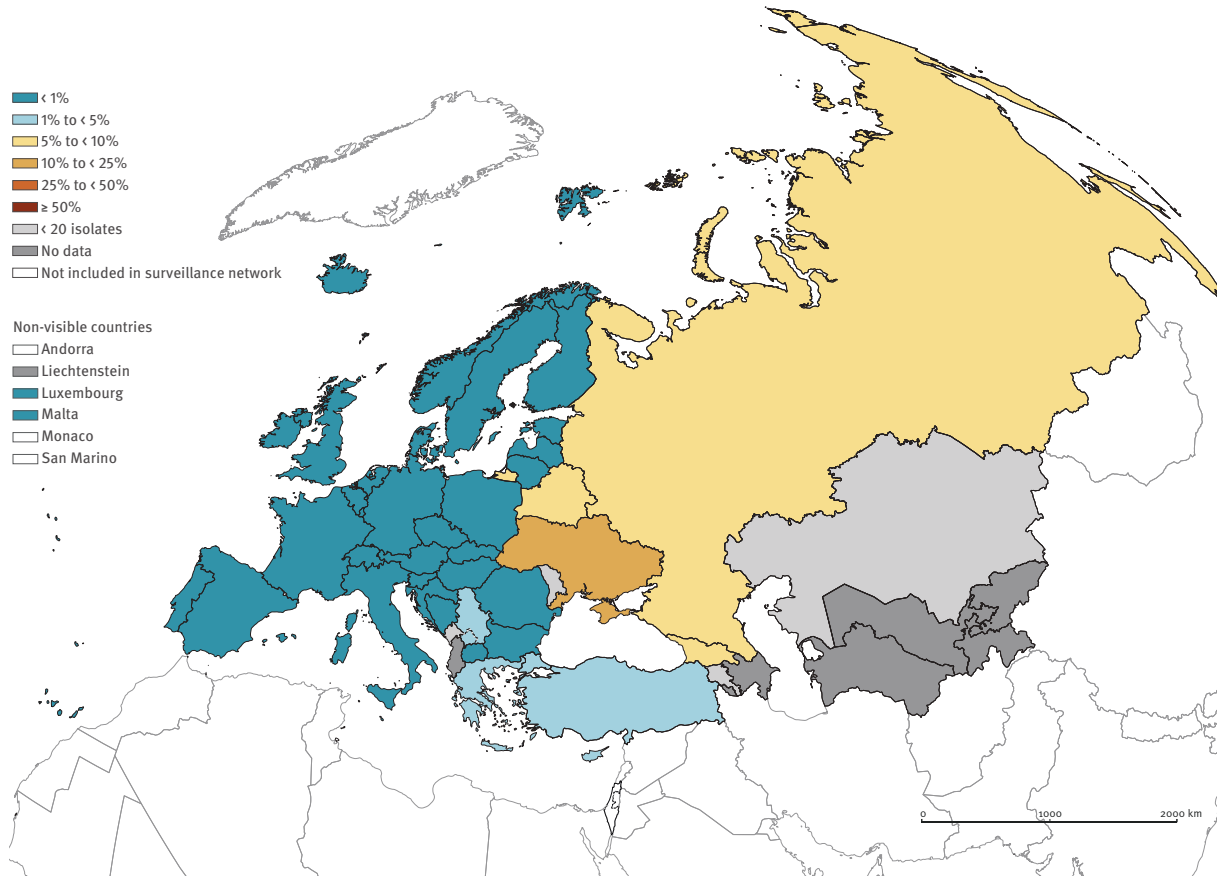 < 1%
1% to < 5%
5% to < 10%
10% to < 25%
25% to < 50%
≥ 50%
< 20 isolates
No data
Not included in surveillance network
Non-visible countries
Andorra
Liechtenstein
Luxembourg
Malta
Monaco
San Marino
0 1000 2000 km